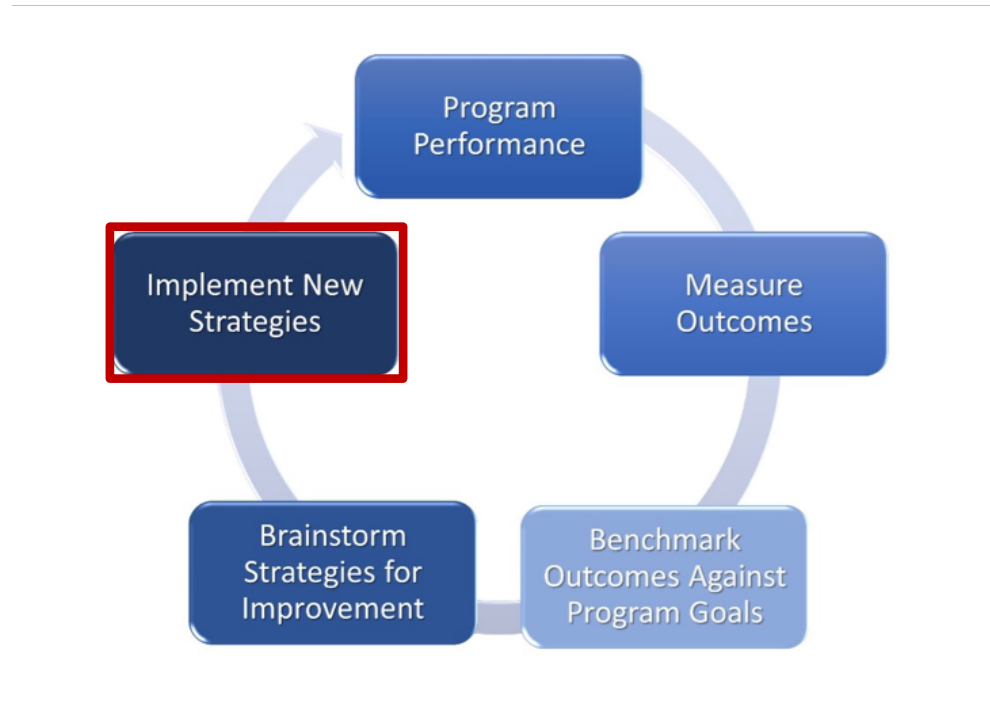 Program
Performance
Measure
Outcomes
Benchmark
Outcomes Against
Program Goals
Brainstorm
Strategies for
Improvement
Implement New
Strategies